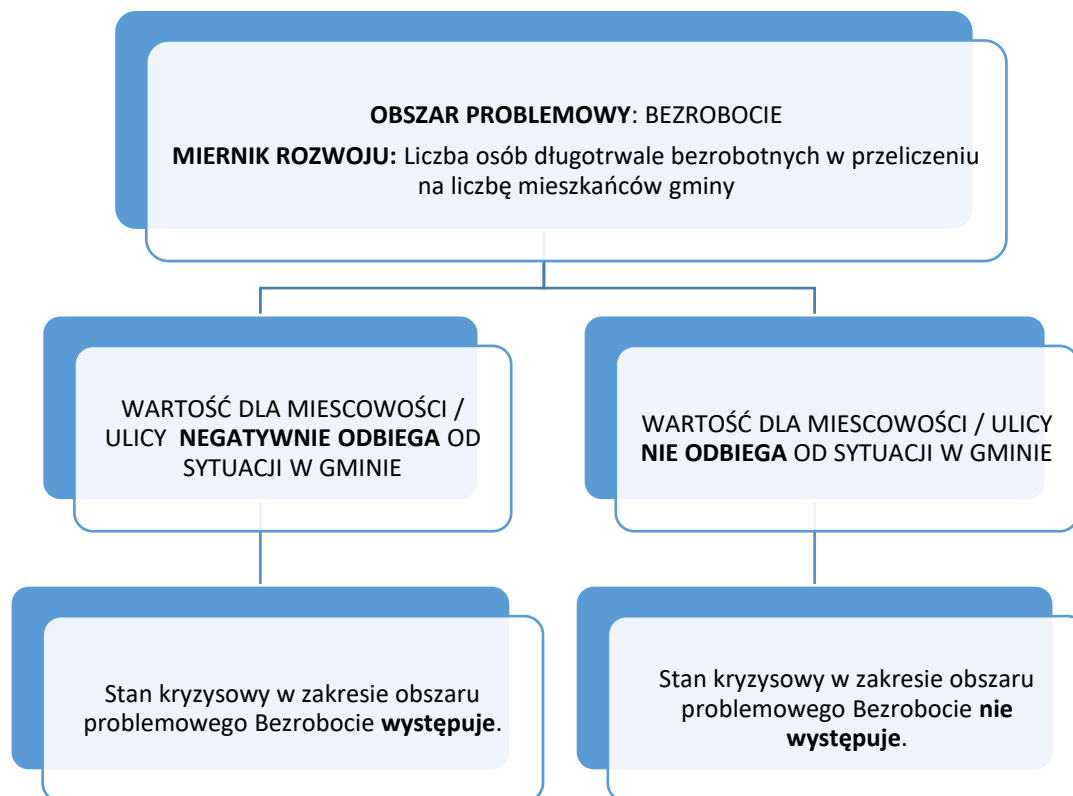 OBSZAR PROBLEMOWY: BEZROBOCIE
MIERNIK ROZWOJU: Liczba osób długotrwale bezrobotnych w przeliczeniu
na liczbę mieszkańców gminy
WARTOŚĆ DLA MIESCOWOŚCI /
ULICY NEGATYWNIE ODBIEGA OD
SYTUACJI W GMINIE
WARTOŚĆ DLA MIESCOWOŚCI / ULICY
NIE ODBIEGA OD SYTUACJI W GMINIE
Stan kryzysowy w zakresie obszaru
problemowego Bezrobocie występuje.
Stan kryzysowy w zakresie obszaru
problemowego Bezrobocie nie
występuje.